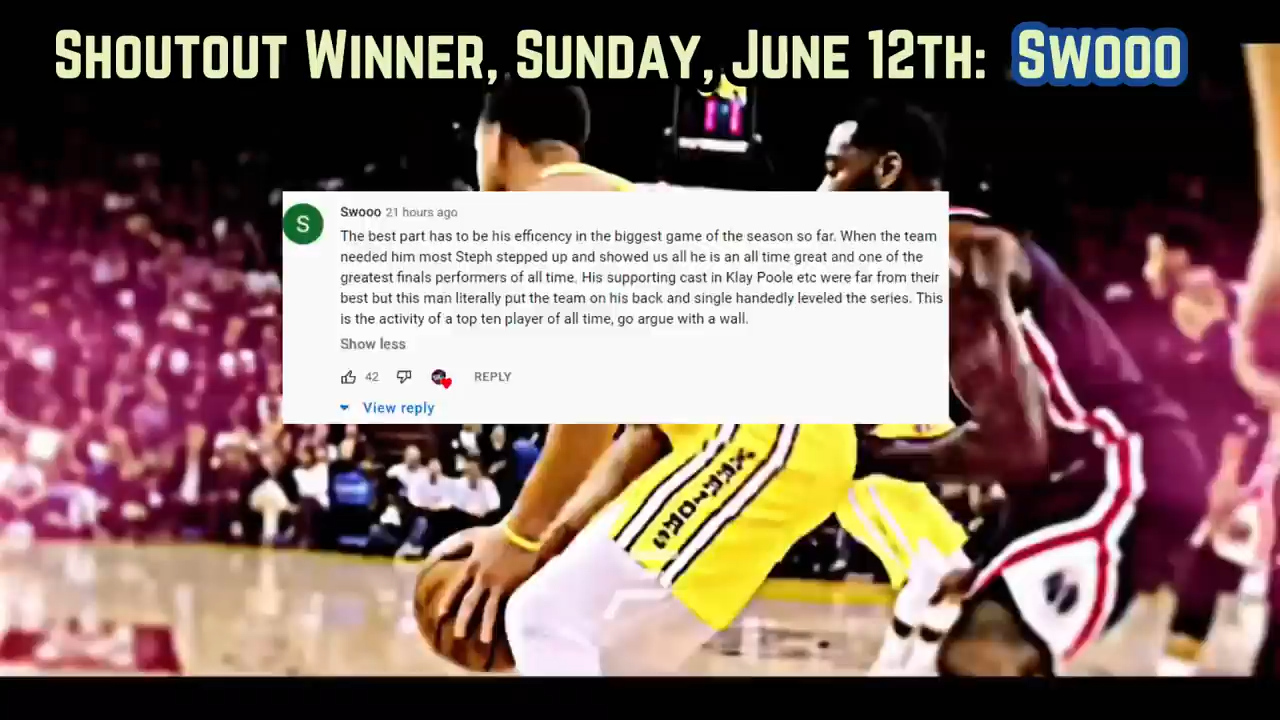 Shoutout Winner, Sunday, June 12th: Swooo
S
Swooo 21 hours ago
The best part has to be his efficency in the biggest game of the season so far. When the team
needed him most Steph stepped up and showed us all he is an all time great and one of the
greatest finals performers of all time. His supporting cast in Klay Poole etc were far from their
best but this man literally put the team on his back and single handedly leveled the series. This
is the activity of a top ten player of all time, go argue with a wall.
Show less
42 REPLY
View reply